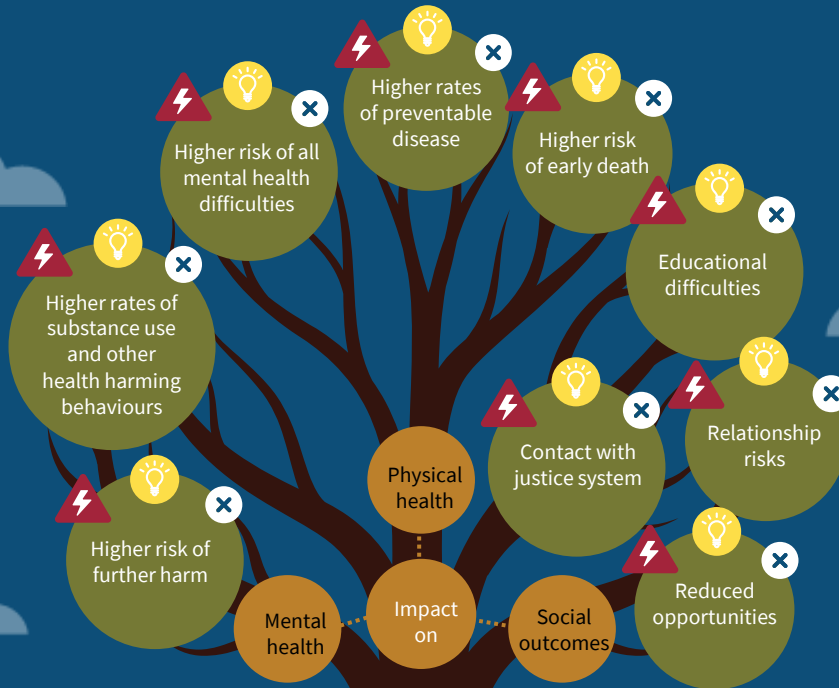 Higher rates
of preventable
disease
Higher risk of all
mental health
difficulties
Higher risk
of early death
Educational
difficulties
Higher rates of
substance use
and other
health harming
behaviours
Relationship
risks
Contact with
justice system
Physical
health
Higher risk of
further harm
Reduced
opportunities
Mental
health
Impact
on
Social
outcomes